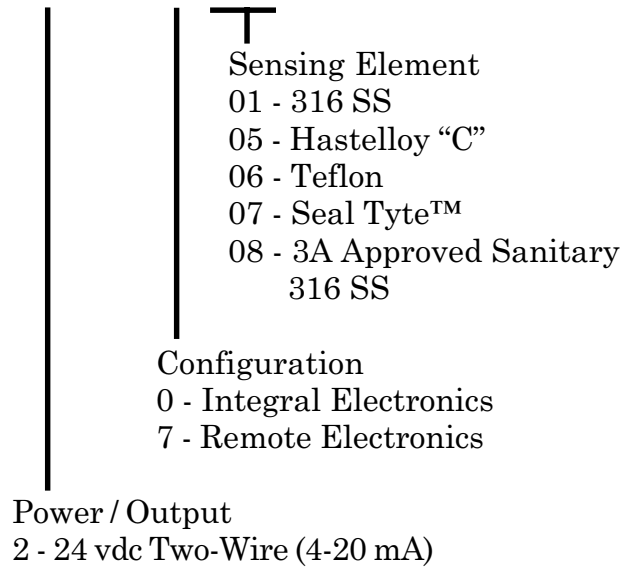 Sensing Element
01 - 316 SS
05 - Hastelloy “C”
06 - Teflon
07 - Seal Tyte™
08 - 3A Approved Sanitary
316 SS
Configuration
0 - Integral Electronics
7 - Remote Electronics
Power / Output
2 - 24 vdc Two-Wire (4-20 mA)